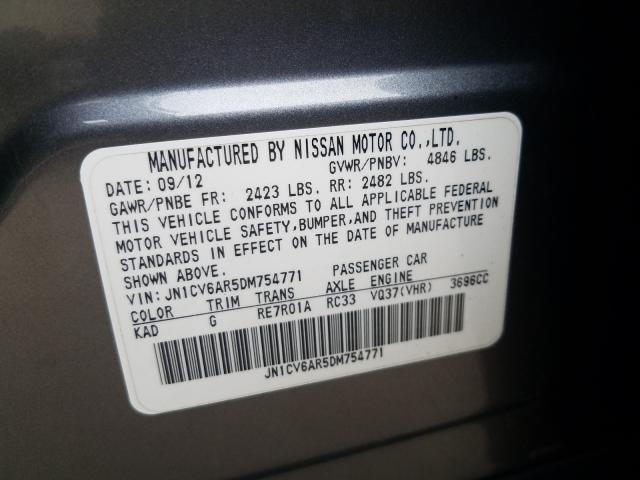 MANUFACTURED BY NISSAN MOTOR CO.,LTD.
DATE: 09/12 GVWR/PNBV: 4846 LBS.
GAWR/PNBE FR: 2423 LBS. RR: 2482 LBS.
THIS VEHICLE CONFORMS TO ALL APPLICABLE FEDERAL
MOTOR VEHICLE SAFETY,BUMPER,AND THEFT PREVENTION
STANDARDS IN EFFECT ON THE DATE OF MANUFACTURE
SHOWN ABOVE.
VIN: JN1CV6AR5DM754771 PASSENGER CAR
COLOR TRIM TRANS AXLE ENGINE
KAD G RE7R01A RC33 VQ37(VHR) 3696CC
JN1CV6AR5DM754771